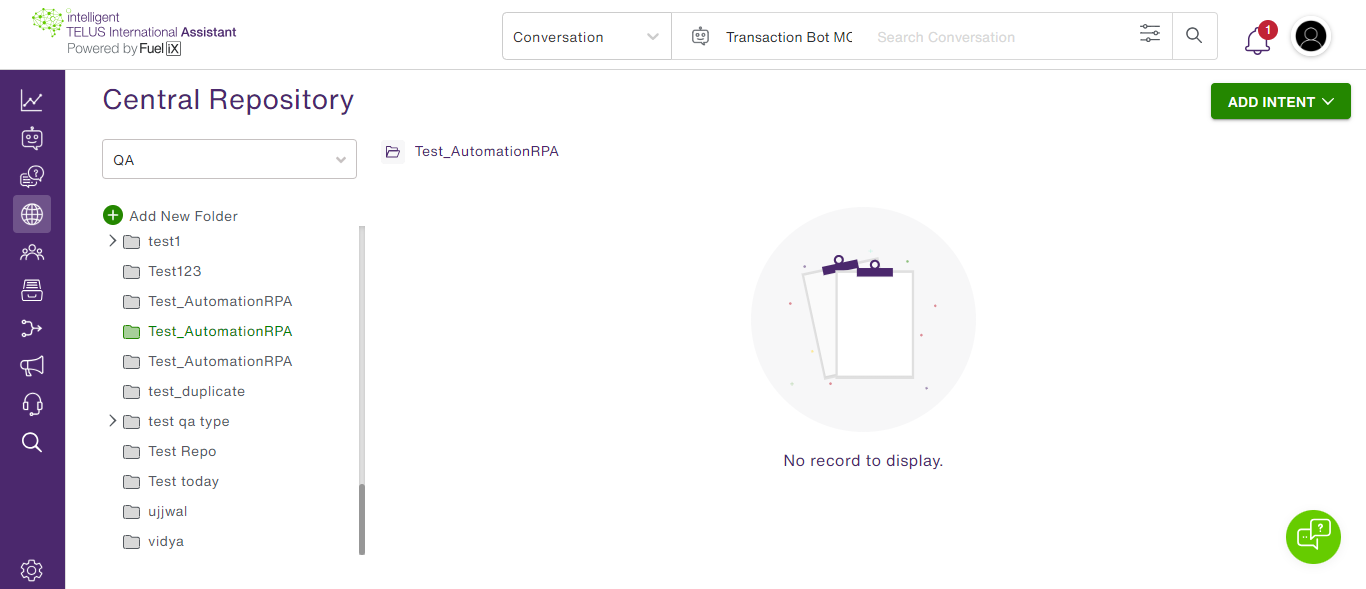 intelligent
TELUS International Assistant
Powered by Fuel iX
Conversation
Transaction Bot MC
Search Conversation
1
Central Repository
ADD INTENT
QA
Test_AutomationRPA
Add New Folder
test1
Test123
Test_AutomationRPA
Test_AutomationRPA
Test_AutomationRPA
test_duplicate
test qa type
Test Repo
Test today
ujjwal
vidya
No record to display.